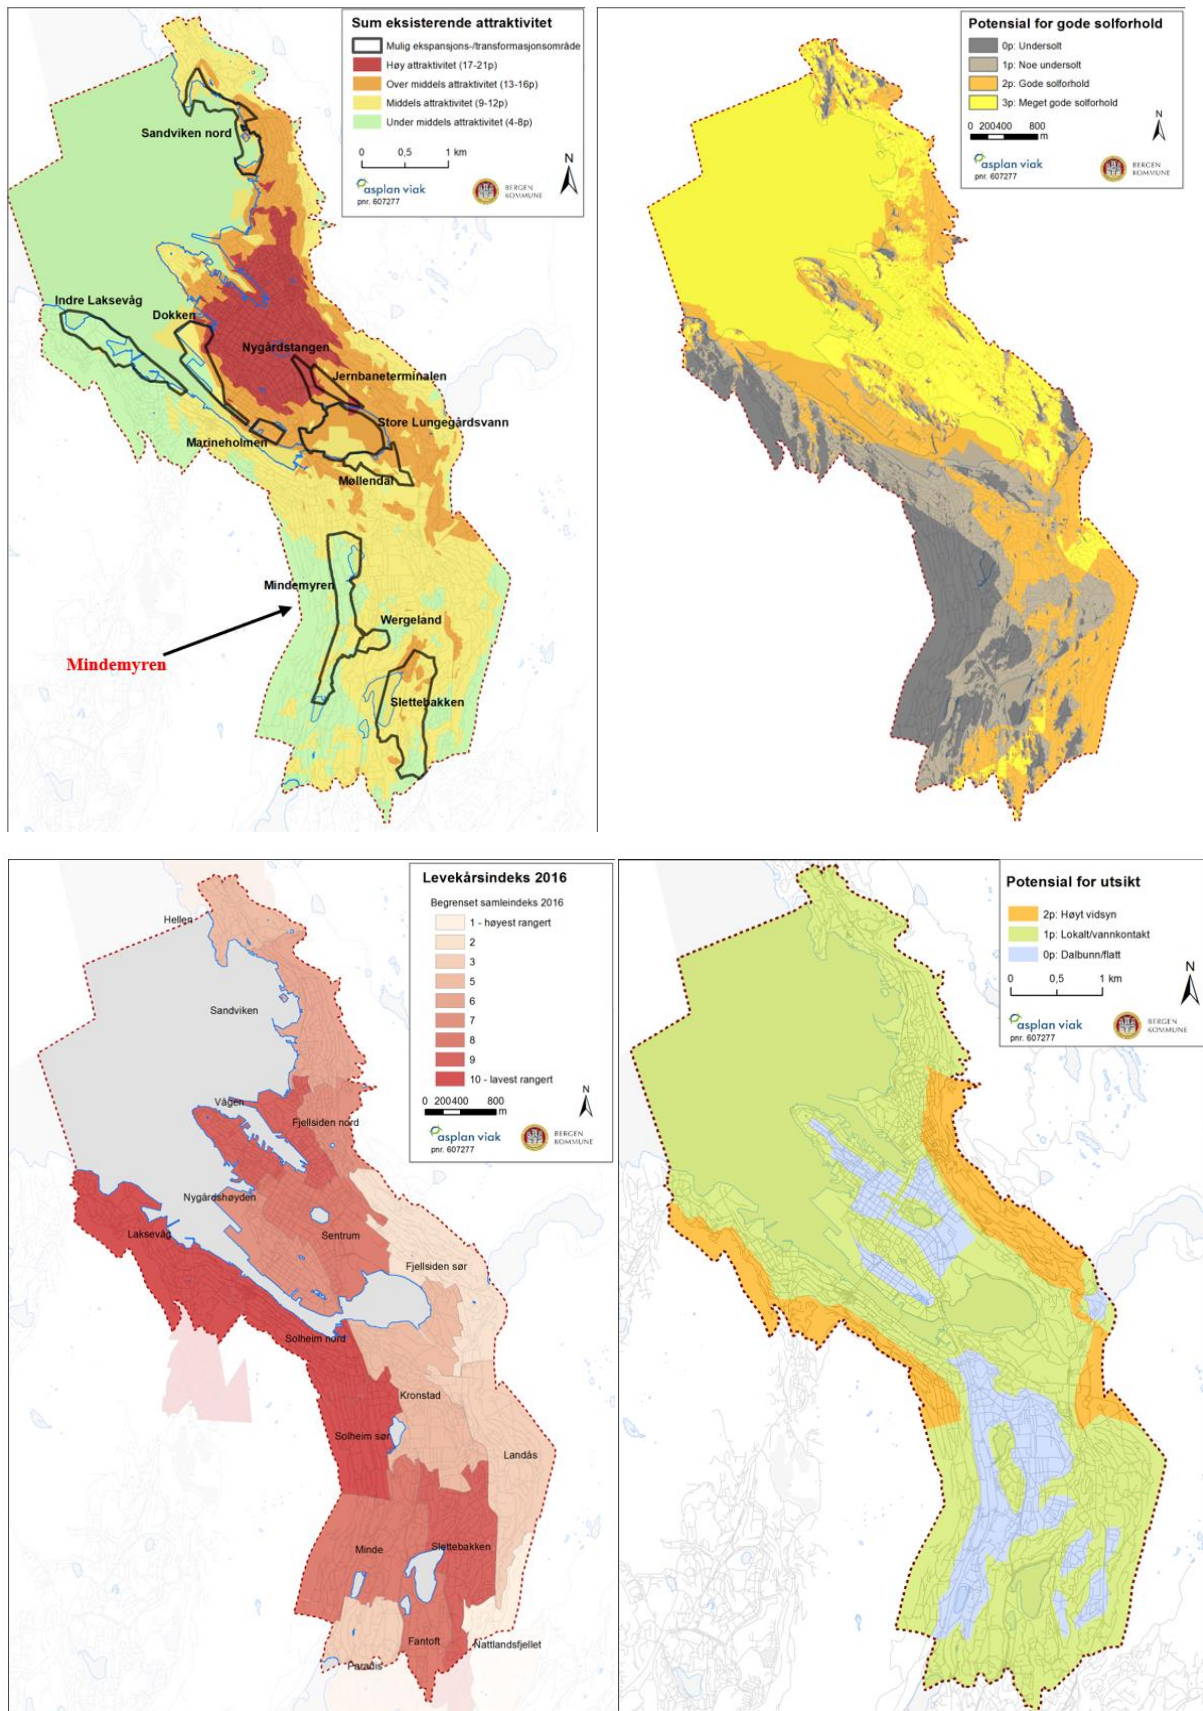 Sum eksisterende attraktivitet
Mulig ekspansjons-/transformasjonsområde
Høy attraktivitet (17-21p)
Over middels attraktivitet (13-16p)
Middels attraktivitet (9-12p)
Under middels attraktivitet (4-8p)
0 0,5 1 km
N
asplan viak
pnr. 607277
BERGEN
KOMMUNE
Sandviken nord
Indre Laksevåg
Dokken
Nygårdstangen
Jernbaneterminalen
Store Lungegårdsvann
Marineholmen
Møllendal
Mindemyren
Wergeland
Mindemyren
Slettebakken
Potensial for gode solforhold
0p: Undersolt
1p: Noe undersolt
2p: Gode solforhold
3p: Meget gode solforhold
0 200400 800
m
N
asplan viak
pnr. 607277
BERGEN
KOMMUNE
Levekårsindeks 2016
Begrenset samleindeks 2016
1 - høyest rangert
2
3
5
6
7
8
9
10 - lavest rangert
0 200400 800
m
N
asplan viak
pnr. 607277
BERGEN
KOMMUNE
Hellen
Sandviken
Vågen
Fjellsiden nord
Nygårdshøyden
Laksevåg
Sentrum
Fjellsiden sør
Solheim nord
Kronstad
Solheim sør
Landås
Minde
Slettebakken
Fantoft
Nattlandsfjellet
Paradis
Potensial for utsikt
2p: Høyt vidsyn
1p: Lokalt/vannkontakt
0p: Dalbunn/flatt
0 0,5 1 km
N
asplan viak
pnr. 607277
BERGEN
KOMMUNE